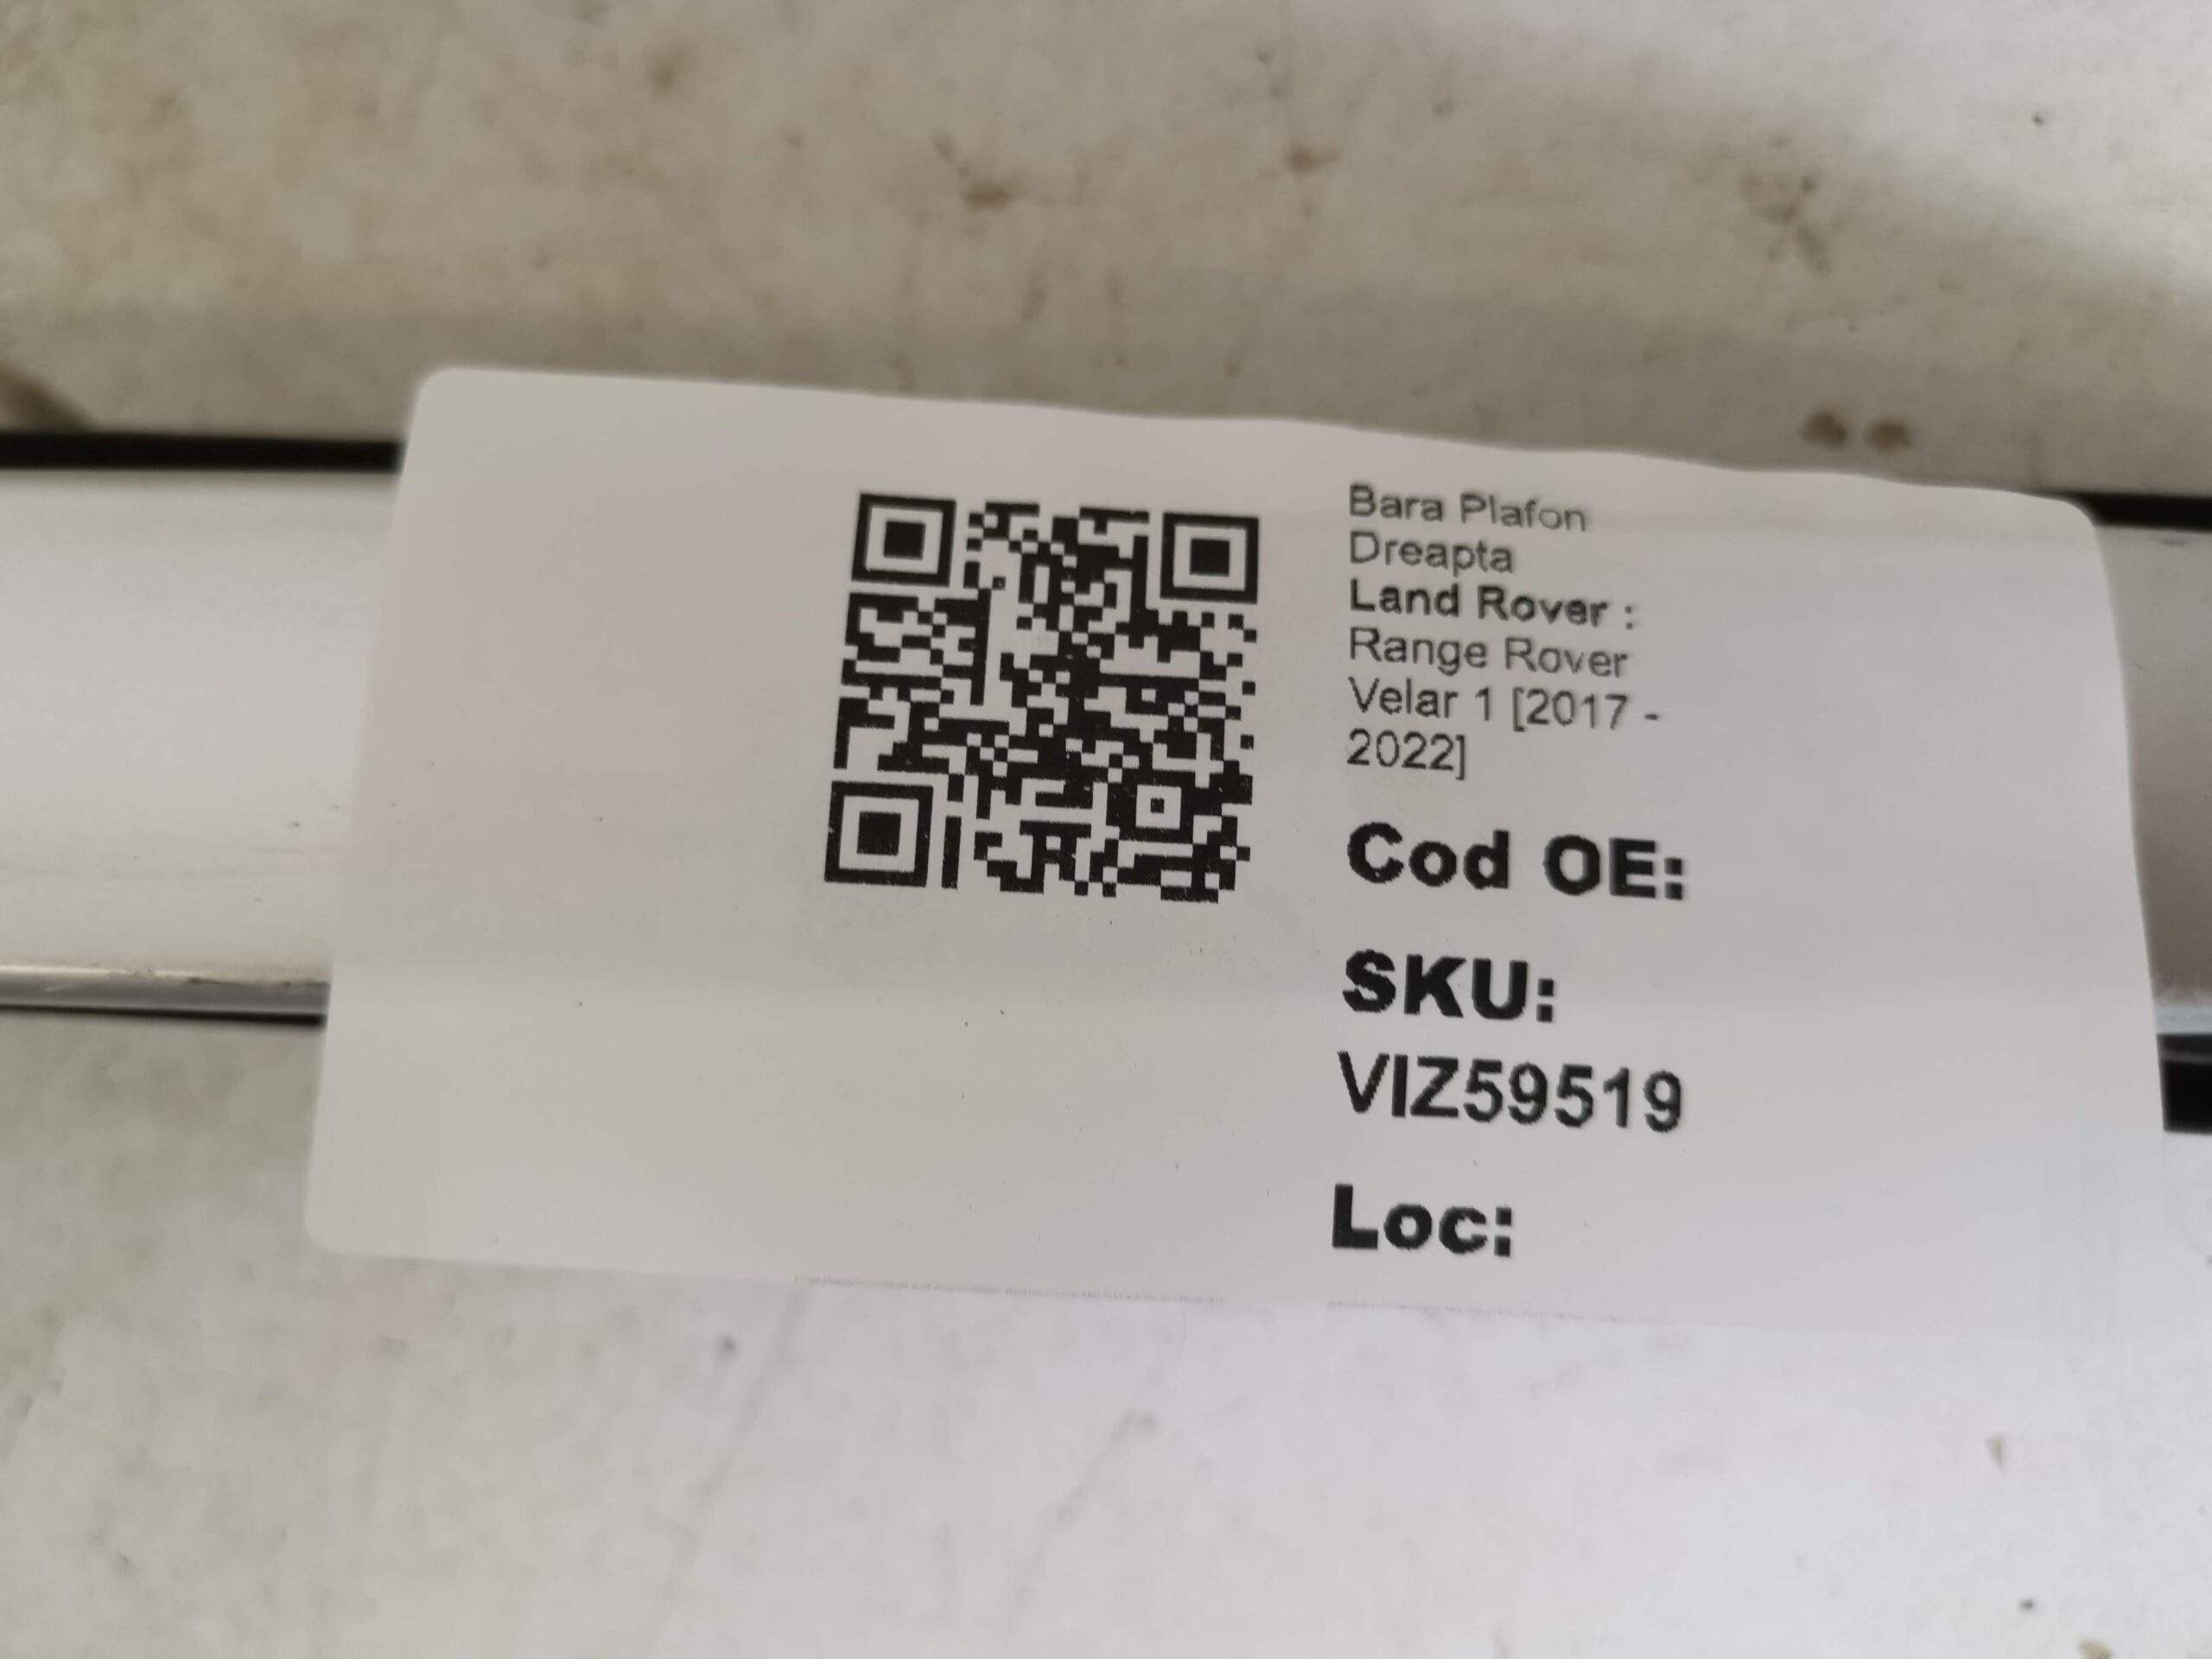 Bara Plafon
Dreapta
Land Rover :
Range Rover
Velar 1 [2017 -
2022]
Cod OE:
SKU:
VIZ59519
Loc: